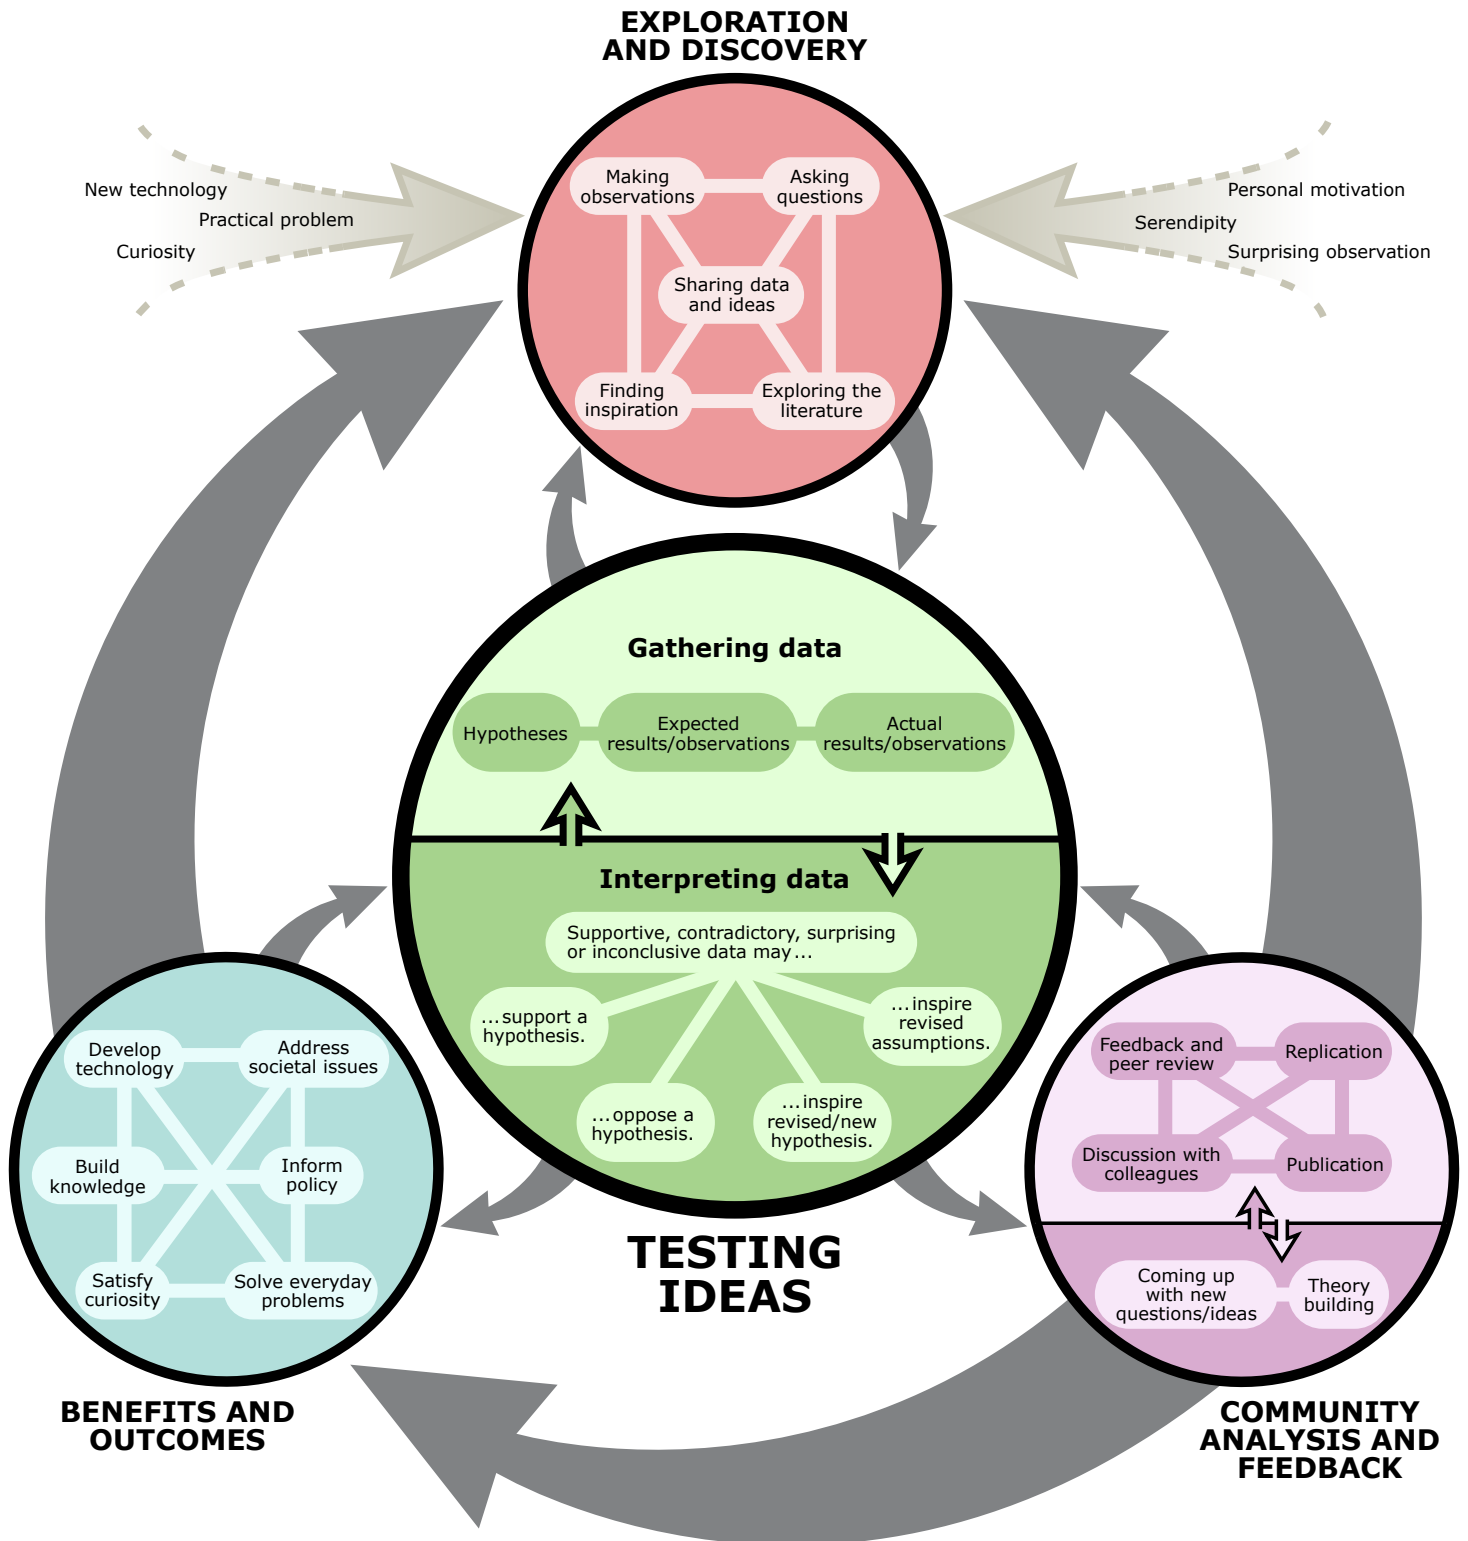 EXPLORATION
AND DISCOVERY
New technology
Practical problem
Curiosity
Personal motivation
Serendipity
Surprising observation
Making
observations
Asking
questions
Sharing data
and ideas
Finding
inspiration
Exploring the
literature
Gathering data
Hypotheses
Expected
results/observations
Actual
results/observations
Interpreting data
Supportive, contradictory, surprising
or inconclusive data may...
...support a
hypothesis.
...oppose a
hypothesis.
...inspire
revised/new
hypothesis.
...inspire
revised
assumptions.
TESTING
IDEAS
Develop
technology
Address
societal issues
Build
knowledge
Inform
policy
Satisfy
curiosity
Solve everyday
problems
BENEFITS AND
OUTCOMES
Feedback and
peer review
Replication
Discussion with
colleagues
Publication
Coming up
with new
questions/ideas
Theory
building
COMMUNITY
ANALYSIS AND
FEEDBACK